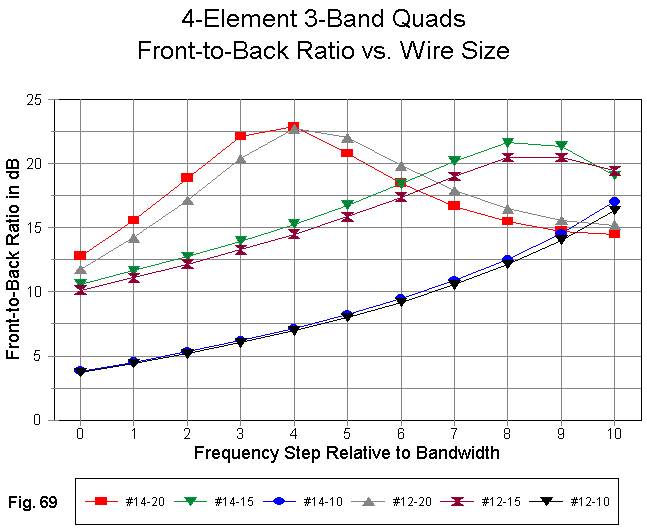 4-Element 3-Band Quads
Front-to-Back Ratio vs. Wire Size
Front-to-Back Ratio in dB
25
20
15
10
5
0
0 1 2 3 4 5 6 7 8 9 10
Frequency Step Relative to Bandwidth
Fig. 69
#14-20 #14-15 #14-10 #12-20 #12-15 #12-10